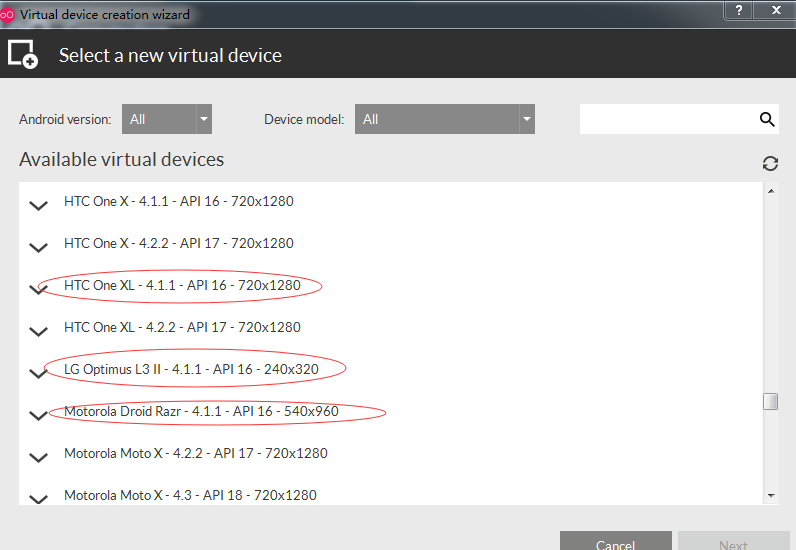 Virtual device creation wizard
? X
Select a new virtual device
Android version: All Device model: All
Available virtual devices
HTC One X - 4.1.1 - API 16 - 720x1280
HTC One X - 4.2.2 - API 17 - 720x1280
HTC One XL - 4.1.1 - API 16 - 720x1280
HTC One XL - 4.2.2 - API 17 - 720x1280
LG Optimus L3 II - 4.1.1 - API 16 - 240x320
Motorola Droid Razr - 4.1.1 - API 16 - 540x960
Motorola Moto X - 4.2.2 - API 17 - 720x1280
Motorola Moto X - 4.3 - API 18 - 720x1280
Cancel Next